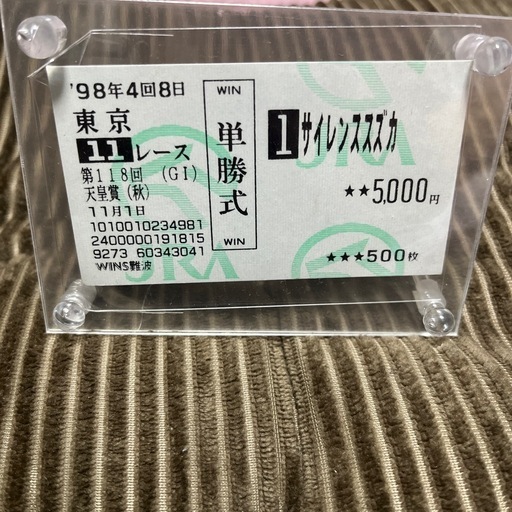 '98年4回8日
東京
11レース
第118回 (GI)
天皇賞(秋)
11月1日
1010010234981
2400000191815
9273 60343041
WINS難波
WIN
単勝式
WIN
1 サイレンススズカ
★★5,000円
★★★500枚
JRA
JRA